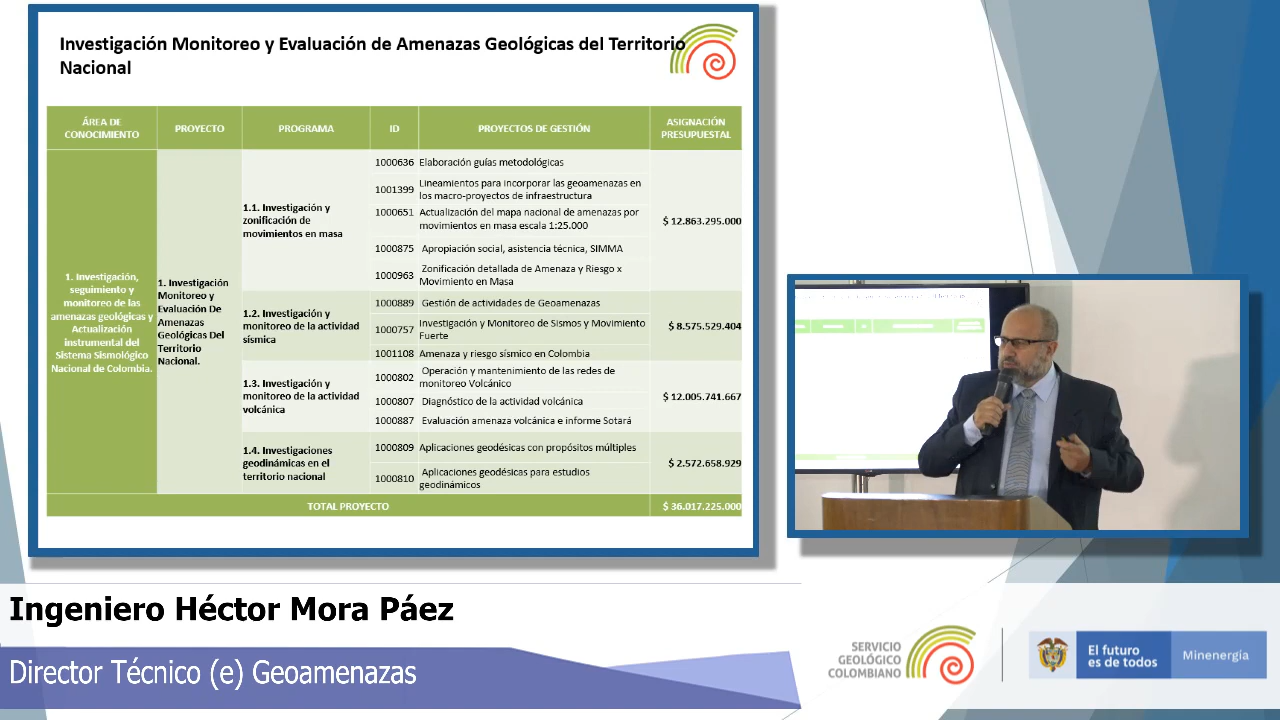 Investigación Monitoreo y Evaluación de Amenazas Geológicas del Territorio
Nacional
ÁREA DE
CONOCIMIENTO
PROYECTO
PROGRAMA
ID
PROYECTOS DE GESTIÓN
ASIGNACIÓN
PRESUPUESTAL
1. Investigación,
seguimiento y
monitoreo de las
amenazas geológicas y
Actualización
instrumental del
Sistema Sismológico
Nacional de Colombia.
1. Investigación
Monitoreo y
Evaluación De
Amenazas
Geológicas Del
Territorio
Nacional.
1.1. Investigación y
zonificación de
movimientos en masa
1000636 Elaboración guías metodológicas
1001399 Lineamientos para incorporar las geoamenazas en
los macro-proyectos de infraestructura
1000651 Actualización del mapa nacional de amenazas por
movimientos en masa escala 1:25.000
1000875 Apropiación social, asistencia técnica, SIMMA
1000963 Zonificación detallada de Amenaza y Riesgo x
Movimiento en Masa
$ 12.863.295.000
1.2. Investigación y
monitoreo de la actividad
sísmica
1000889 Gestión de actividades de Geoamenazas
1000757 Investigación y Monitoreo de Sismos y Movimiento
Fuerte
1001108 Amenaza y riesgo sísmico en Colombia
$ 8.575.529.404
1.3. Investigación y
monitoreo de la actividad
volcánica
1000802 Operación y mantenimiento de las redes de
monitoreo Volcánico
1000807 Diagnóstico de la actividad volcánica
1000887 Evaluación amenaza volcánica e informe Sotará
$ 12.005.741.667
1.4. Investigaciones
geodinámicas en el
territorio nacional
1000809 Aplicaciones geodésicas con propósitos múltiples
1000810 Aplicaciones geodésicas para estudios
geodinámicos
$ 2.572.658.929
TOTAL PROYECTO $ 36.017.225.000
Ingeniero Héctor Mora Páez
Director Técnico (e) Geoamenazas
SERVICIO
GEOLÓGICO
COLOMBIANO
El futuro
es de todos
Minenergía